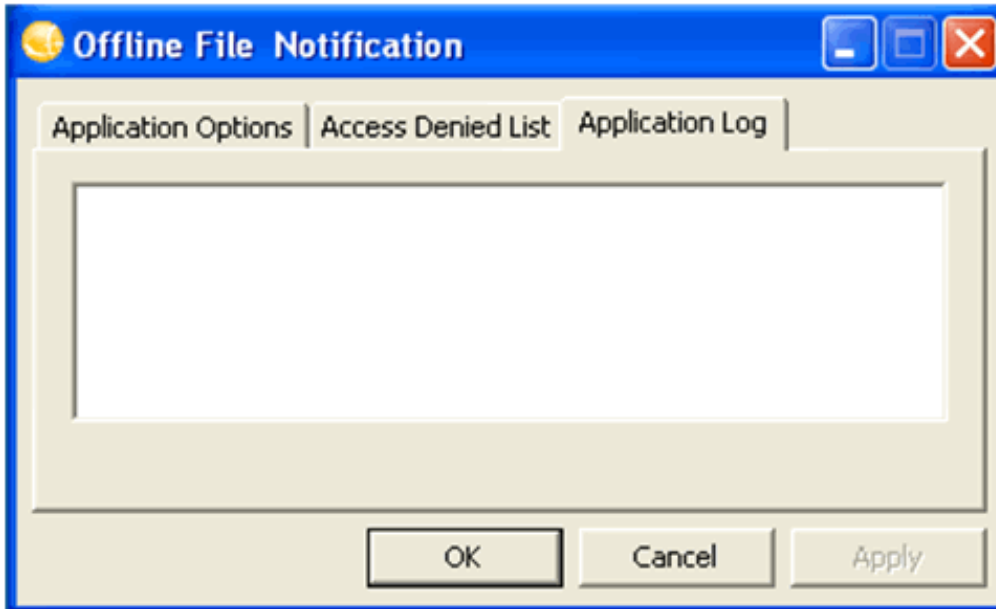 Offline File Notification
Application Options Access Denied List Application Log
OK Cancel Apply